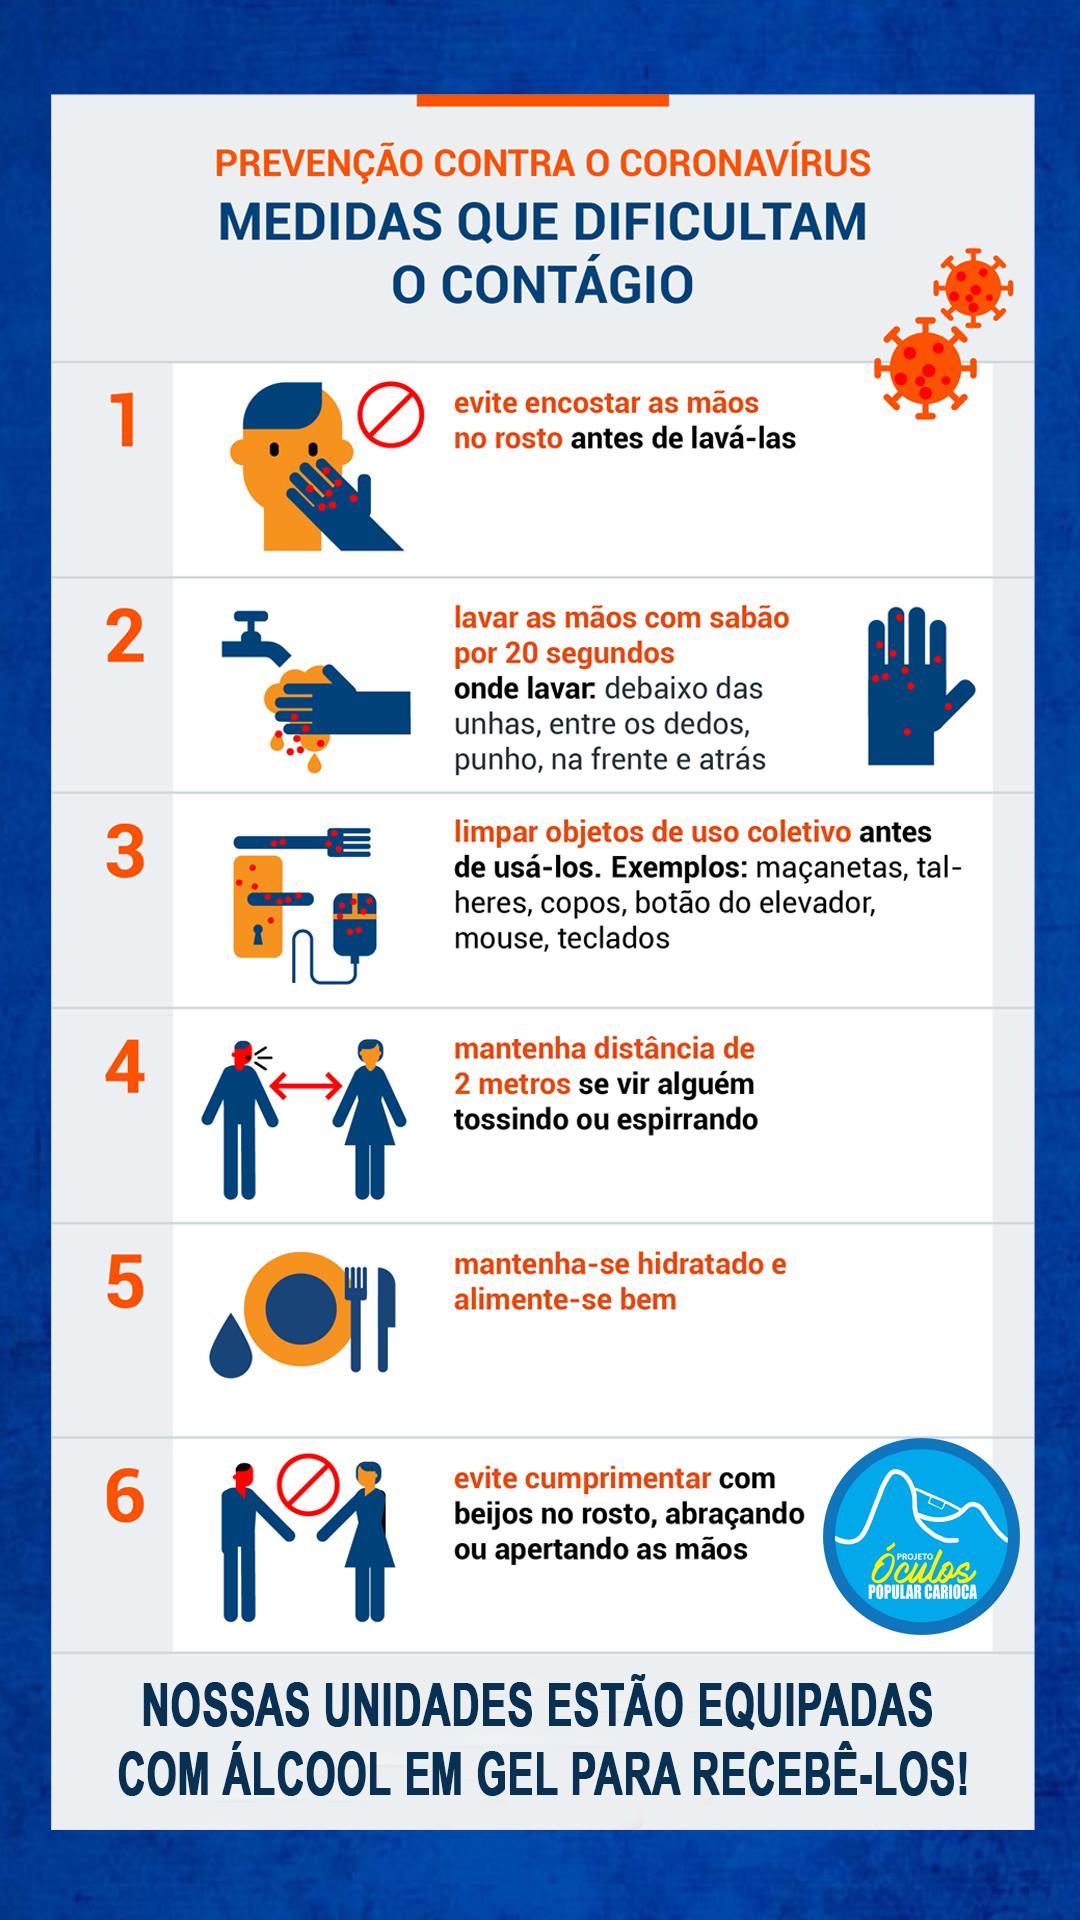 PREVENÇÃO CONTRA O CORONAVÍRUS
MEDIDAS QUE DIFICULTAM
O CONTÁGIO
1
evite encostar as mãos
no rosto antes de lavá-las
2
lavar as mãos com sabão
por 20 segundos
onde lavar: debaixo das
unhas, entre os dedos,
punho, na frente e atrás
3
limpar objetos de uso coletivo antes
de usá-los. Exemplos: maçanetas, tal-
heres, copos, botão do elevador,
mouse, teclados
4
mantenha distância de
2 metros se vir alguém
tossindo ou espirrando
5
mantenha-se hidratado e
alimente-se bem
6
evite cumprimentar com
beijos no rosto, abraçando
ou apertando as mãos
PROJETO
Óculos
POPULAR CARIOCA
NOSSAS UNIDADES ESTÃO EQUIPADAS
COM ÁLCOOL EM GEL PARA RECEBÊ-LOS!